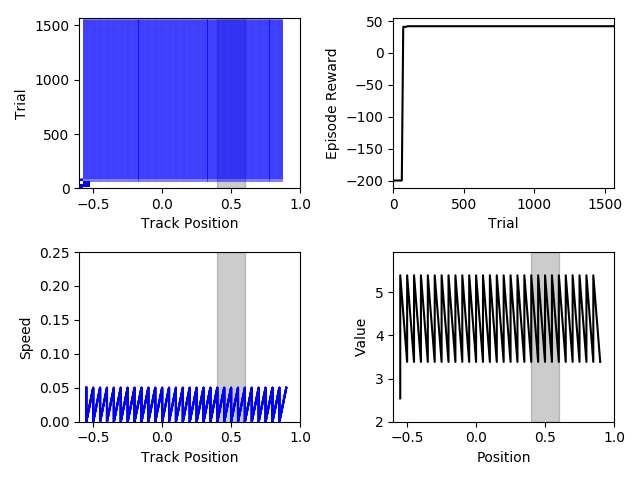 1500
1000
500
0
Trial
−0.5 0.0 0.5 1.0
Track Position
50
0
−50
−100
−150
−200
Episode Reward
0 500 1000 1500
Trial
0.25
0.20
0.15
0.10
0.05
0.00
Speed
−0.5 0.0 0.5 1.0
Track Position
5
4
3
2
Value
−0.5 0.0 0.5 1.0
Position